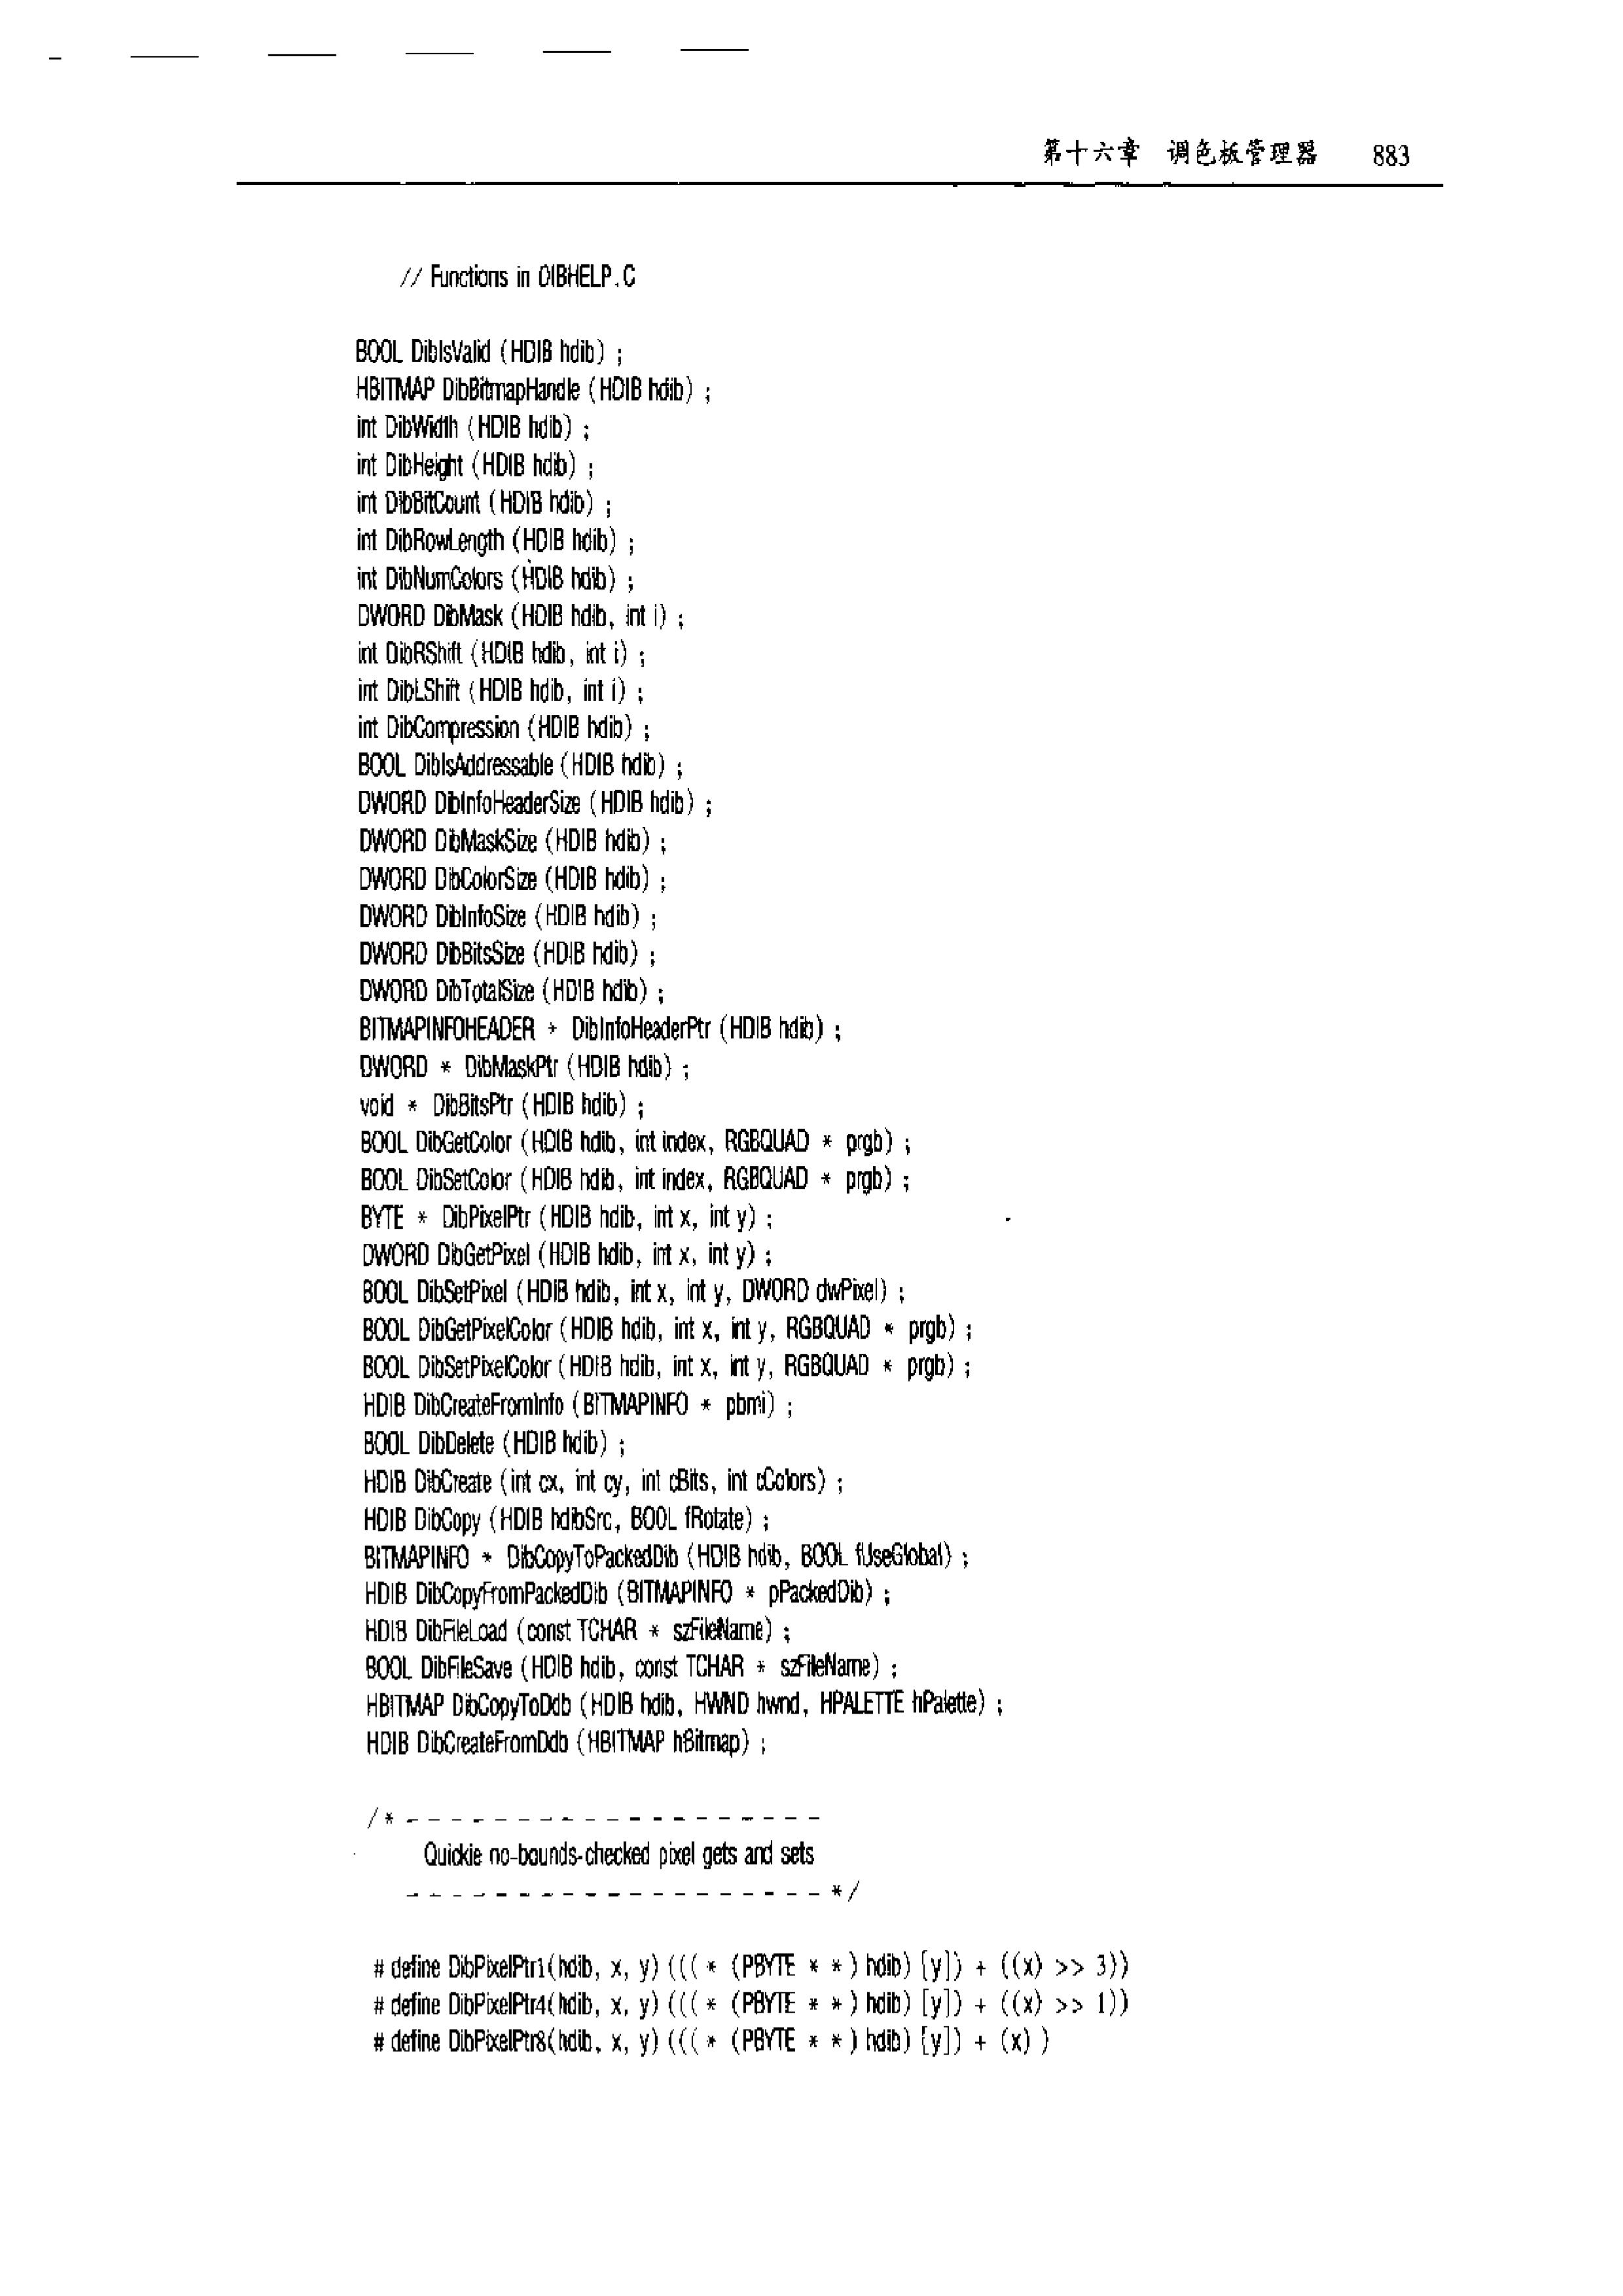 第十六章 调色板管理器 883
// Functions in DIBHELP.C
BOOL DibIsValid (HDIB hdib) ;
HBITMAP DibBitmapHandle (HDIB hdib) ;
int DibWidth (HDIB hdib) ;
int DibHeight (HDIB hdib) ;
int DibBitCount (HDIB hdib) ;
int DibRowLength (HDIB hdib) ;
int DibNumColors (HDIB hdib) ;
DWORD DibMask (HDIB hdib, int i) ;
int DibRShift (HDIB hdib, int i) ;
int DibLShift (HDIB hdib, int i) ;
int DibCompression (HDIB hdib) ;
BOOL DibIsAddressable (HDIB hdib) ;
DWORD DibInfoHeaderSize (HDIB hdib) ;
DWORD DibMaskSize (HDIB hdib) ;
DWORD DibColorSize (HDIB hdib) ;
DWORD DibInfoSize (HDIB hdib) ;
DWORD DibBitsSize (HDIB hdib) ;
DWORD DibTotalSize (HDIB hdib) ;
BITMAPINFOHEADER * DibInfoHeaderPtr (HDIB hdib) ;
DWORD * DibMaskPtr (HDIB hdib) ;
void * DibBitsPtr (HDIB hdib) ;
BOOL DibGetColor (HDIB hdib, int index, RGBQUAD * prgb) ;
BOOL DibSetColor (HDIB hdib, int index, RGBQUAD * prgb) ;
BYTE * DibPixelPtr (HDIB hdib, int x, int y) ;
DWORD DibGetPixel (HDIB hdib, int x, int y) ;
BOOL DibSetPixel (HDIB hdib, int x, int y, DWORD dwPixel) ;
BOOL DibGetPixelColor (HDIB hdib, int x, int y, RGBQUAD * prgb) ;
BOOL DibSetPixelColor (HDIB hdib, int x, int y, RGBQUAD * prgb) ;
HDIB DibCreateFromInfo (BITMAPINFO * pbmi) ;
BOOL DibDelete (HDIB hdib) ;
HDIB DibCreate (int cx, int cy, int cBits, int cColors) ;
HDIB DibCopy (HDIB hdibSrc, BOOL fRotate) ;
BITMAPINFO * DibCopyToPackedDib (HDIB hdib, BOOL fUseGlobal) ;
HDIB DibCopyFromPackedDib (BITMAPINFO * pPackedDib) ;
HDIB DibFileLoad (const TCHAR * szFileName) ;
BOOL DibFileSave (HDIB hdib, const TCHAR * szFileName) ;
HBITMAP DibCopyToDdb (HDIB hdib, HWND hwnd, HPALETTE hPalette) ;
HDIB DibCreateFromDdb (HBITMAP hBitmap) ;
/* - - - - - - - - - - - - - - - - - - -
Quickie no-bounds-checked pixel gets and sets
- - - - - - - - - - - - - - - - - - - */
# define DibPixelPtr1(hdib, x, y) ((( * (PBYTE * * ) hdib) [y]) + ((x) >> 3))
# define DibPixelPtr4(hdib, x, y) ((( * (PBYTE * * ) hdib) [y]) + ((x) >> 1))
# define DibPixelPtr8(hdib, x, y) ((( * (PBYTE * * ) hdib) [y]) + (x) )